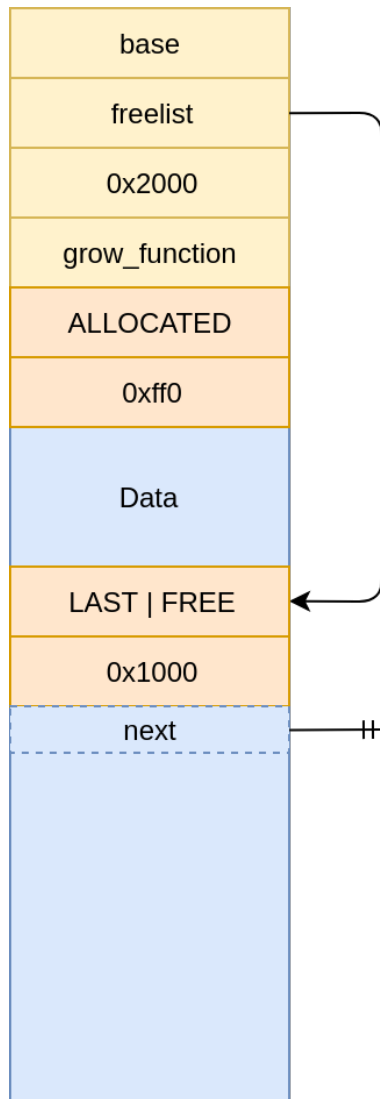 base
freelist
0x2000
grow_function
ALLOCATED
0xff0
Data
LAST | FREE
0x1000
next